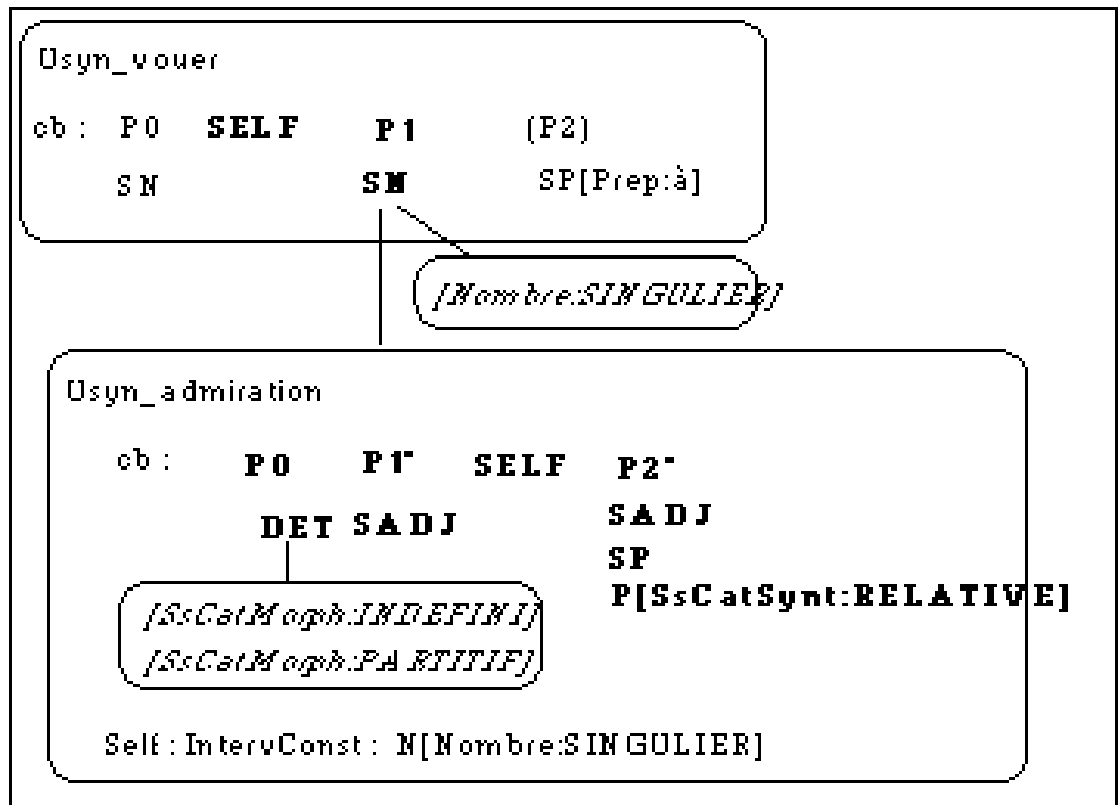 Usyn_vouer
cb : P0 SELF P1 (P2)
SN SN SP[Prep:à]
[Nombre:SINGULIER]
Usyn_admiration
cb : P0 P1* SELF P2*
DET SADJ SADJ
SP
P[SsCatSynt:RELATIVE]
[SsCatMorph:INDEFINI]
[SsCatMorph:PARTITIF]
Self : IntervConst : N[Nombre:SINGULIER]